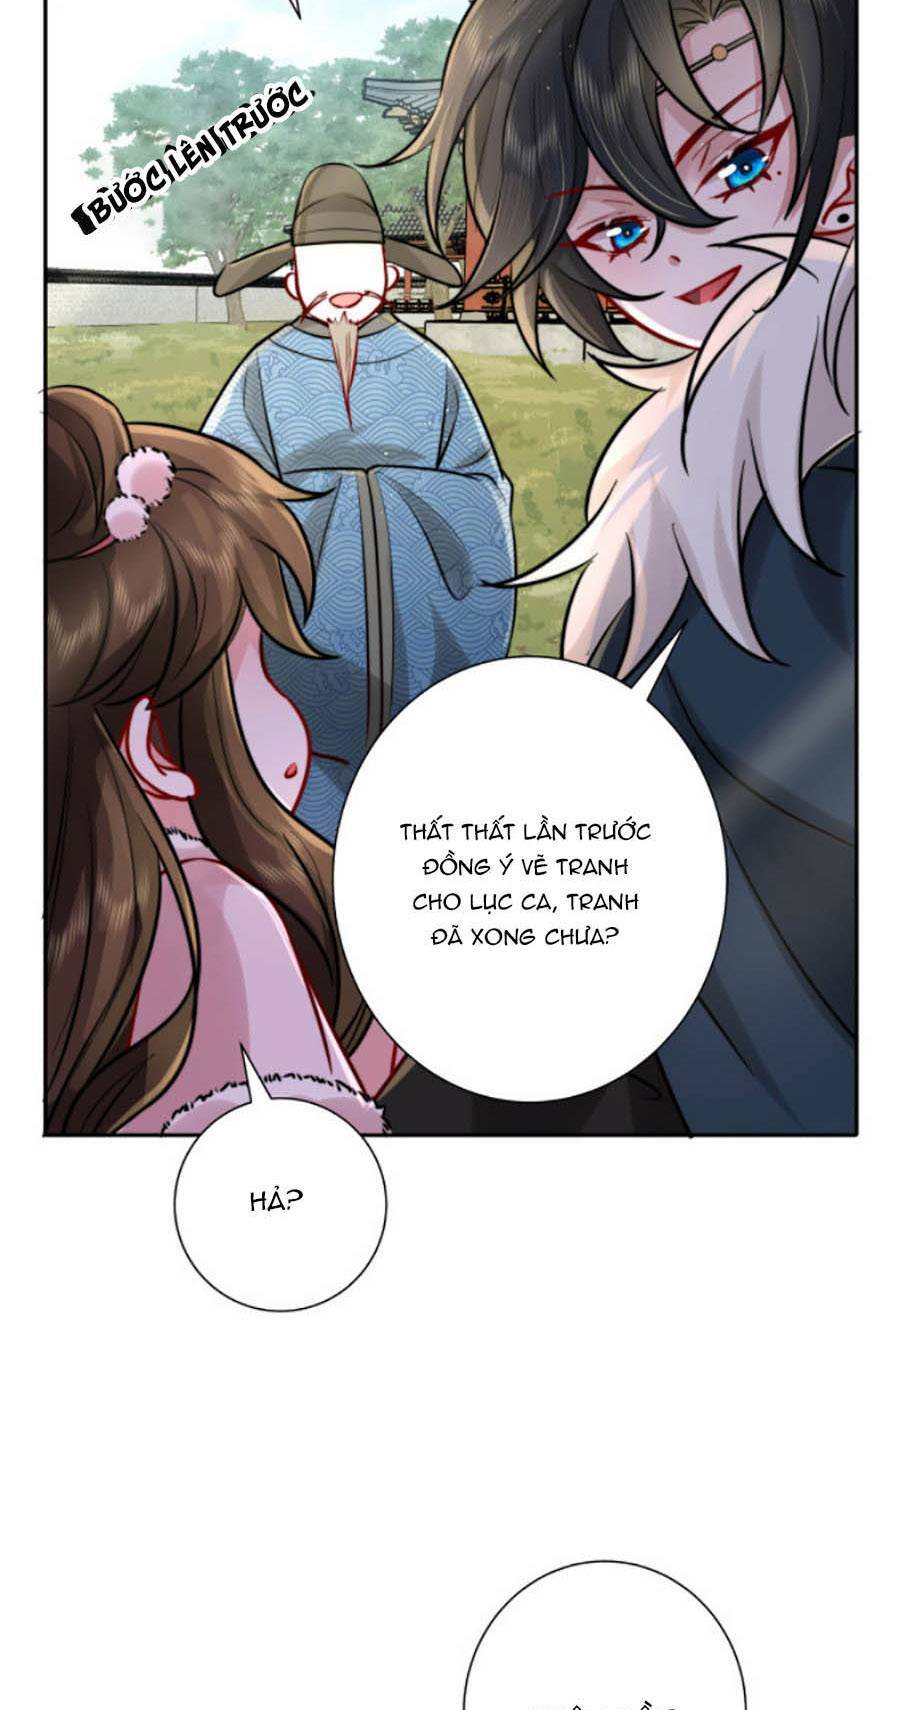 【BƯỚC LÊN TRƯỚC
THẤT THẤT LẦN TRƯỚC
ĐỒNG Ý VẼ TRANH
CHO LỤC CA, TRANH
ĐÃ XONG CHƯA?
HẢ?